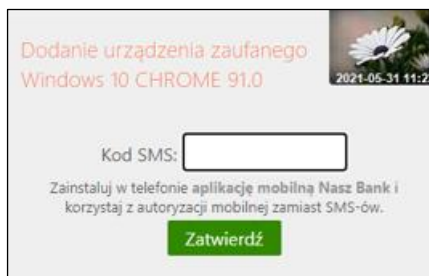 Dodanie urządzenia zaufanego
Windows 10 CHROME 91.0
2021-05-31 11:2
Kod SMS:
Zainstaluj w telefonie aplikację mobilną Nasz Bank i
korzystaj z autoryzacji mobilnej zamiast SMS-ów.
Zatwierdź